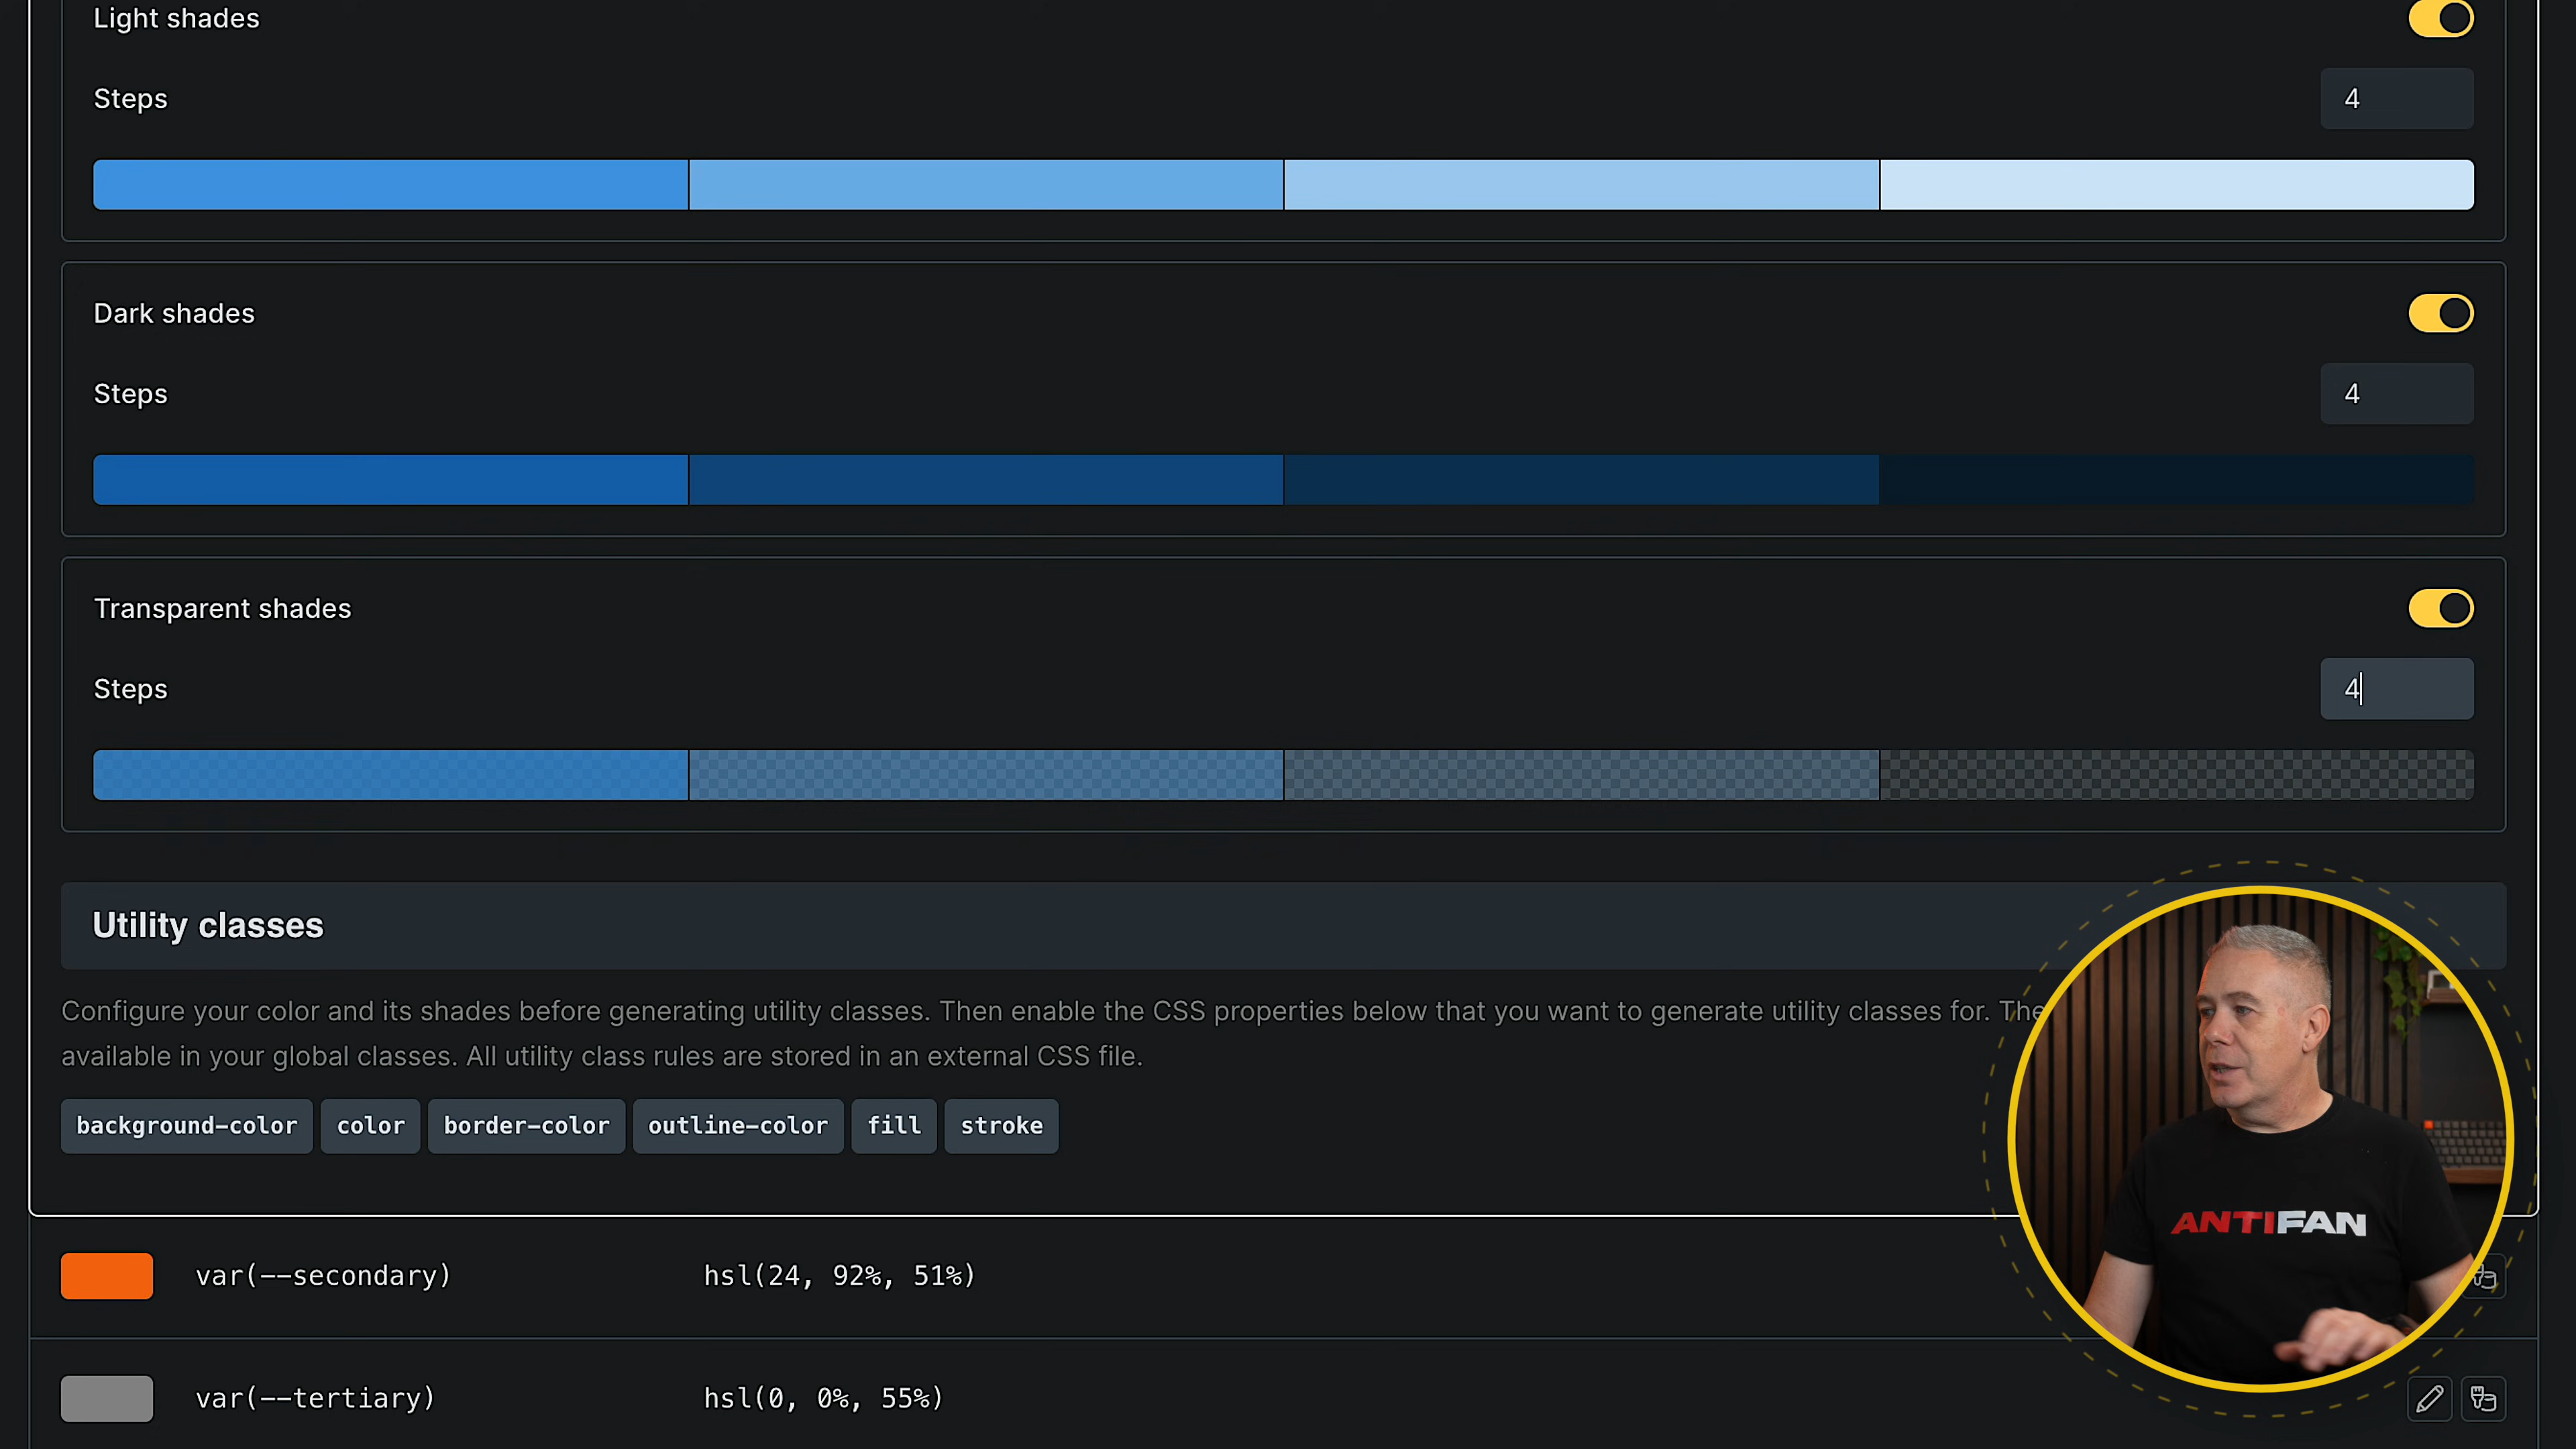 Light shades
Steps
4
Dark shades
Steps
4
Transparent shades
Steps
4
Utility classes
Configure your color and its shades before generating utility classes. Then enable the CSS properties below that you want to generate utility classes for. The
available in your global classes. All utility class rules are stored in an external CSS file.
background-color color border-color outline-color fill stroke
ANTIFAN
var(--secondary) hsl(24, 92%, 51%)
var(--tertiary) hsl(0, 0%, 55%)